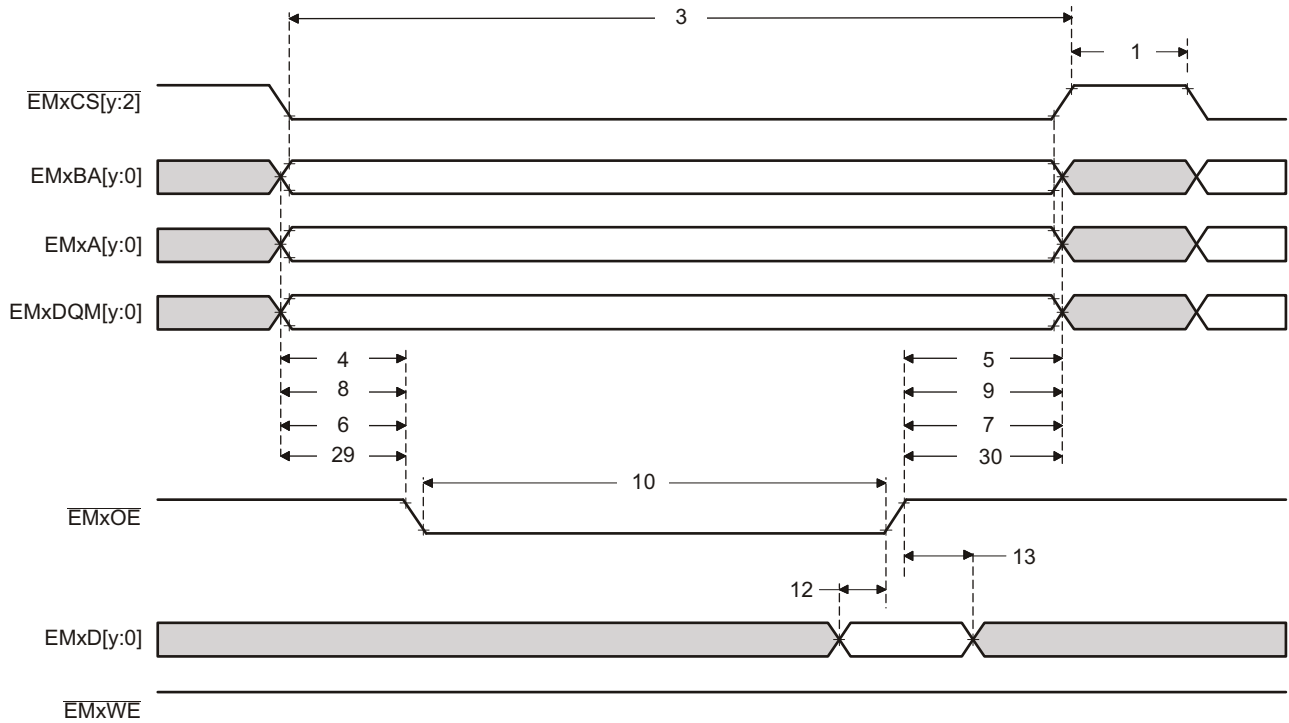 3
1
EMxCS[y:2]
EMxBA[y:0]
EMxA[y:0]
EMxDQM[y:0]
4 5
8 9
6 7
29 30
10
EMxOE
13
12
EMxD[y:0]
EMxWE